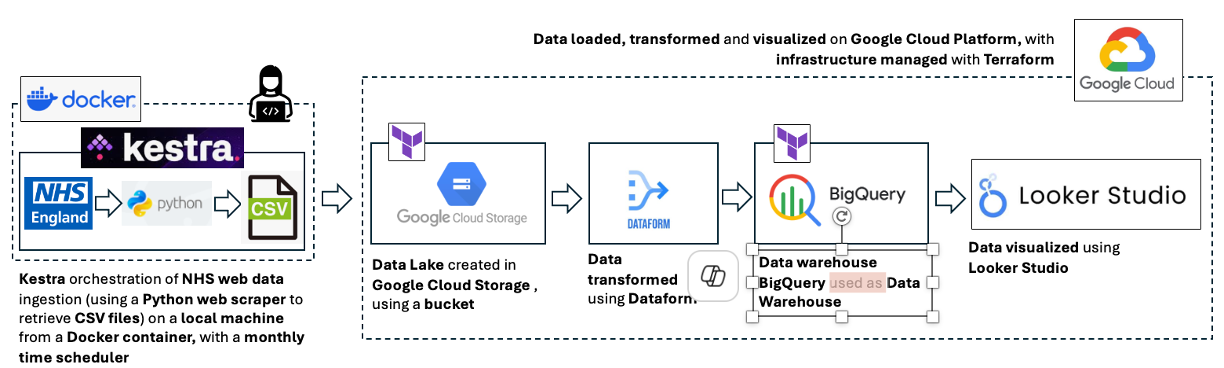 Data loaded, transformed and visualized on Google Cloud Platform, with
infrastructure managed with Terraform
Google Cloud
docker
kestra.
NHS
England
python
CSV
Google Cloud Storage
DATAFORM
BigQuery
Looker Studio
Kestra orchestration of NHS web data
ingestion (using a Python web scraper to
retrieve CSV files) on a local machine
from a Docker container, with a monthly
time scheduler
Data Lake created in
Google Cloud Storage ,
using a bucket
Data
transformed
using Dataform
Data warehouse
BigQuery used as Data
Warehouse
Data visualized using
Looker Studio